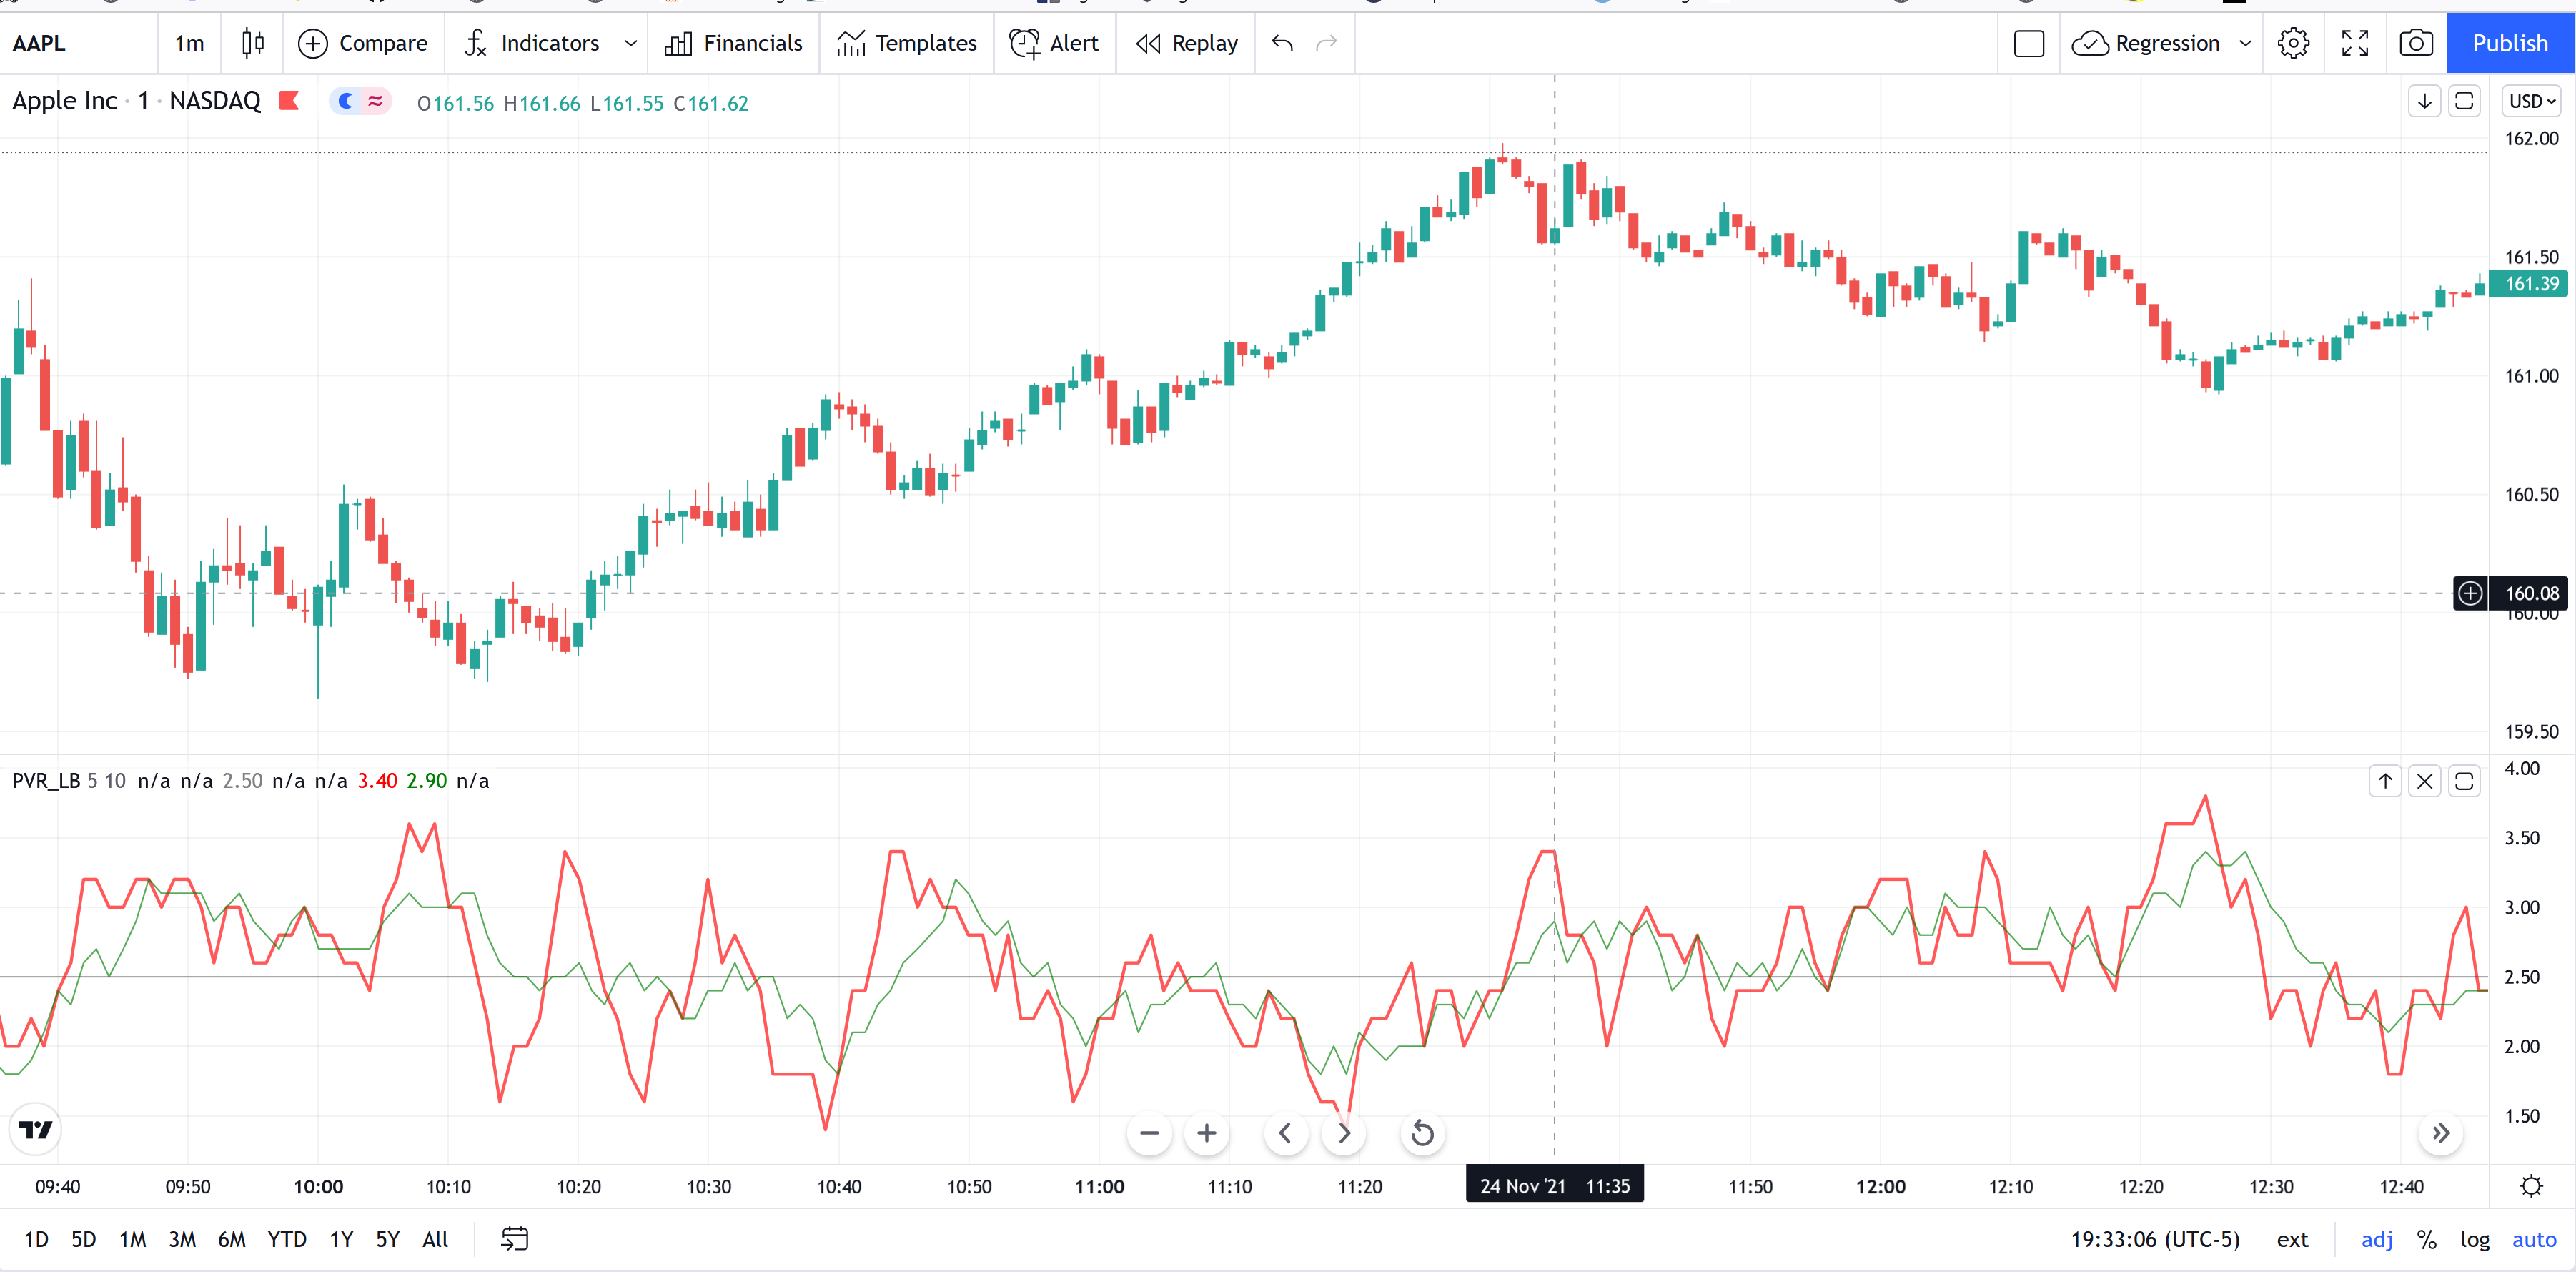 AAPL 1m Compare Indicators Financials Templates Alert Replay Regression Publish
Apple Inc · 1 · NASDAQ O161.56 H161.66 L161.55 C161.62 USD
162.00
161.50
161.39
161.00
160.50
160.08
160.00
159.50
PVR_LB 5 10 n/a n/a 2.50 n/a n/a 3.40 2.90 n/a
4.00
3.50
3.00
2.50
2.00
1.50
09:40 09:50 10:00 10:10 10:20 10:30 10:40 10:50 11:00 11:10 11:20 24 Nov '21 11:35 11:50 12:00 12:10 12:20 12:30 12:40
1D 5D 1M 3M 6M YTD 1Y 5Y All 19:33:06 (UTC-5) ext adj % log auto